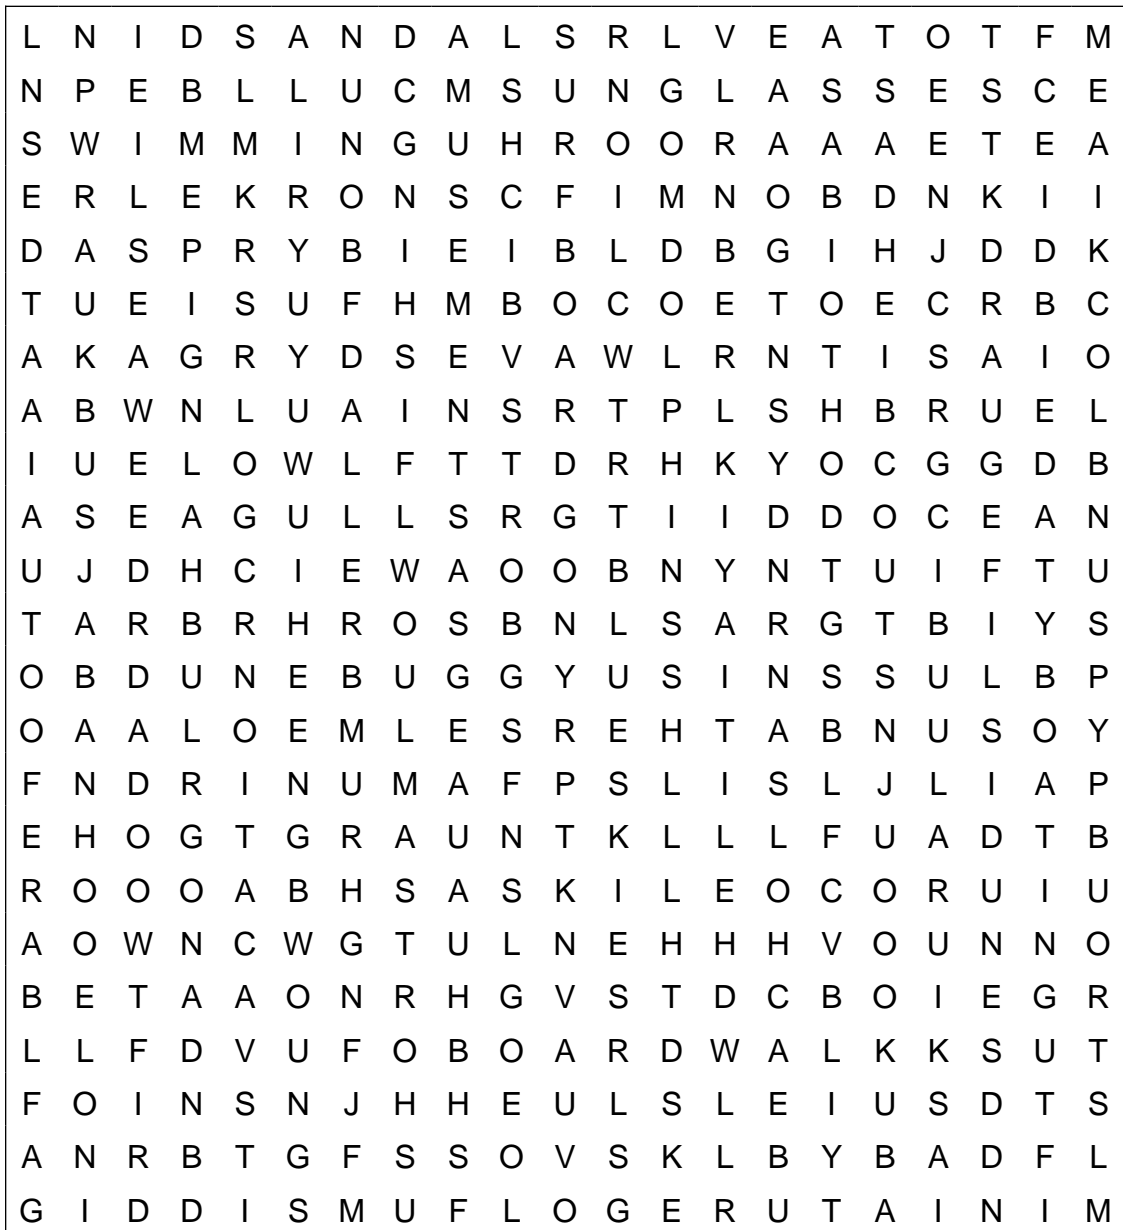 L N I D S A N D A L S R L V E A T O T F M
N P E B L L U C M S U N G L A S S E S C E
S W I M M I N G U H R O O R A A A E T E A
E R L E K R O N S C F I M N O B D N K I I
D A S P R Y B I E I B L D B G I H J D D K
T U E I S U F H M B O C O E T O E C R B C
A K A G R Y D S E V A W L R N T I S A I O
A B W N L U A I N S R T P L S H B R U E L
I U E L O W L F T T D R H K Y O C G G D B
A S E A G U L L S R G T I I D D O C E A N
U J D H C I E W A O O B N Y N T U I F T U
T A R B R H R O S B N L S A R G T B I Y S
O B D U N E B U G G Y U S I N S S U L B P
O A A L O E M L E S R E H T A B N U S O Y
F N D R I N U M A F P S L I S L J L I A P
E H O G T G R A U N T K L L L F U A D T B
R O O O A B H S A S K I L E O C O R U I U
A O W N C W G T U L N E H H H V O U N N O
B E T A A O N R H G V S T D C B O I E G R
L L F D V U F O B O A R D W A L K K S U T
F O I N S N J H H E U L S L E I U S D T S
A N R B T G F S S O V S K L B Y B A D F L
G I D D I S M U F L O G E R U T A I N I M